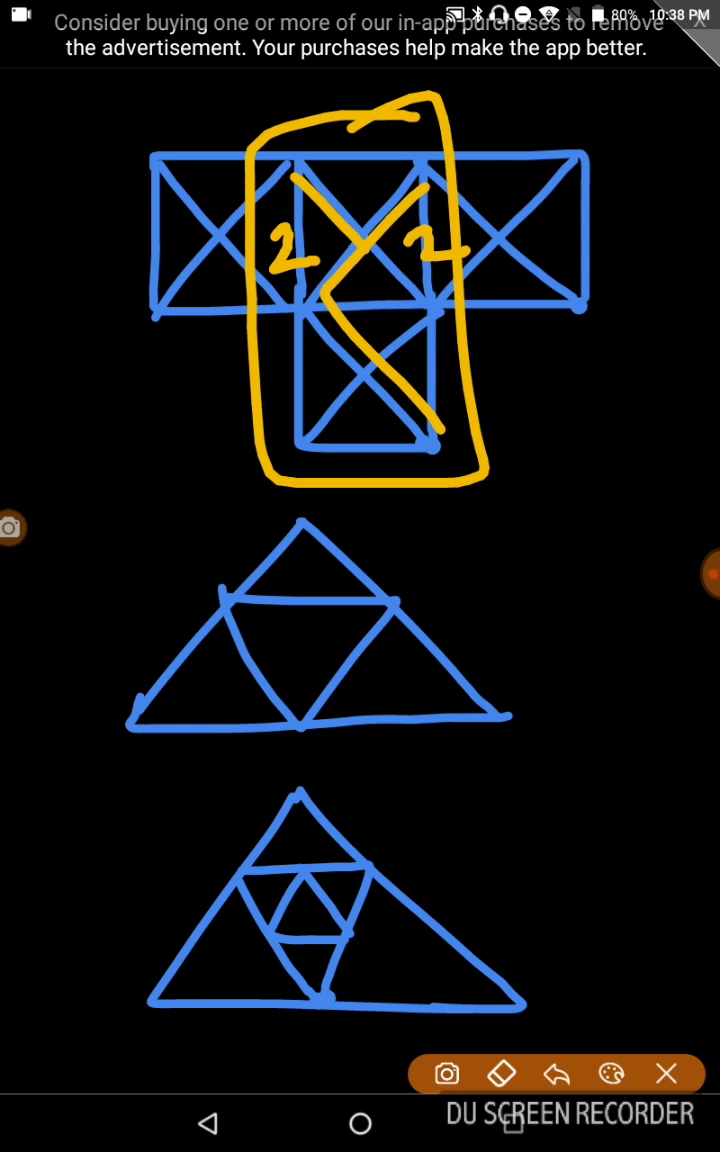 80% 10:38 PM
Consider buying one or more of our in-app purchases to remove X
the advertisement. Your purchases help make the app better.
2 2
DU SCREEN RECORDER